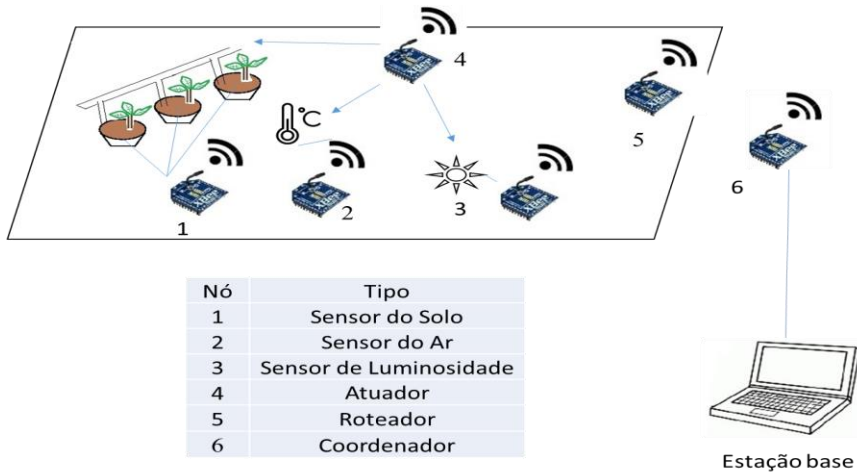 4
°C
5
6
1
2
3
Nó Tipo
1 Sensor do Solo
2 Sensor do Ar
3 Sensor de Luminosidade
4 Atuador
5 Roteador
6 Coordenador
Estação base